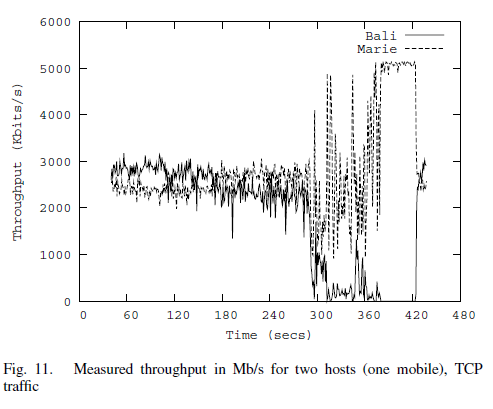 6000
Bali
Marie
5000
4000
3000
2000
1000
0
Throughput (Kbits/s)
0 60 120 180 240 300 360 420 480
Time (secs)
Fig. 11. Measured throughput in Mb/s for two hosts (one mobile), TCP
traffic